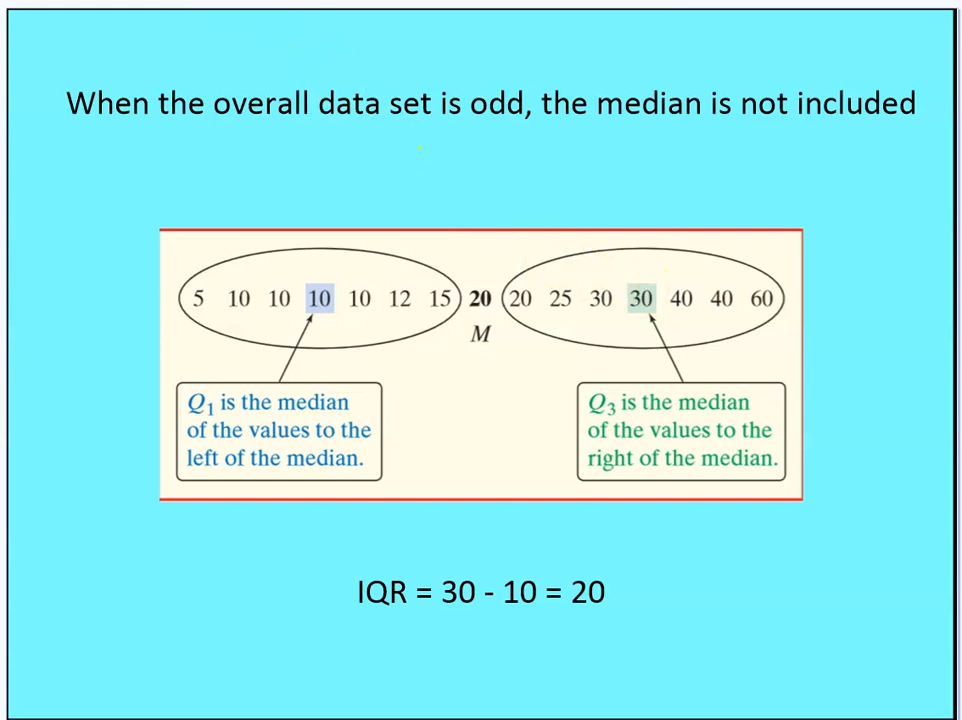 When the overall data set is odd, the median is not included
5 10 10 10 10 12 15 20 20 25 30 30 40 40 60
M
Q1 is the median
of the values to the
left of the median.
Q3 is the median
of the values to the
right of the median.
IQR = 30 - 10 = 20